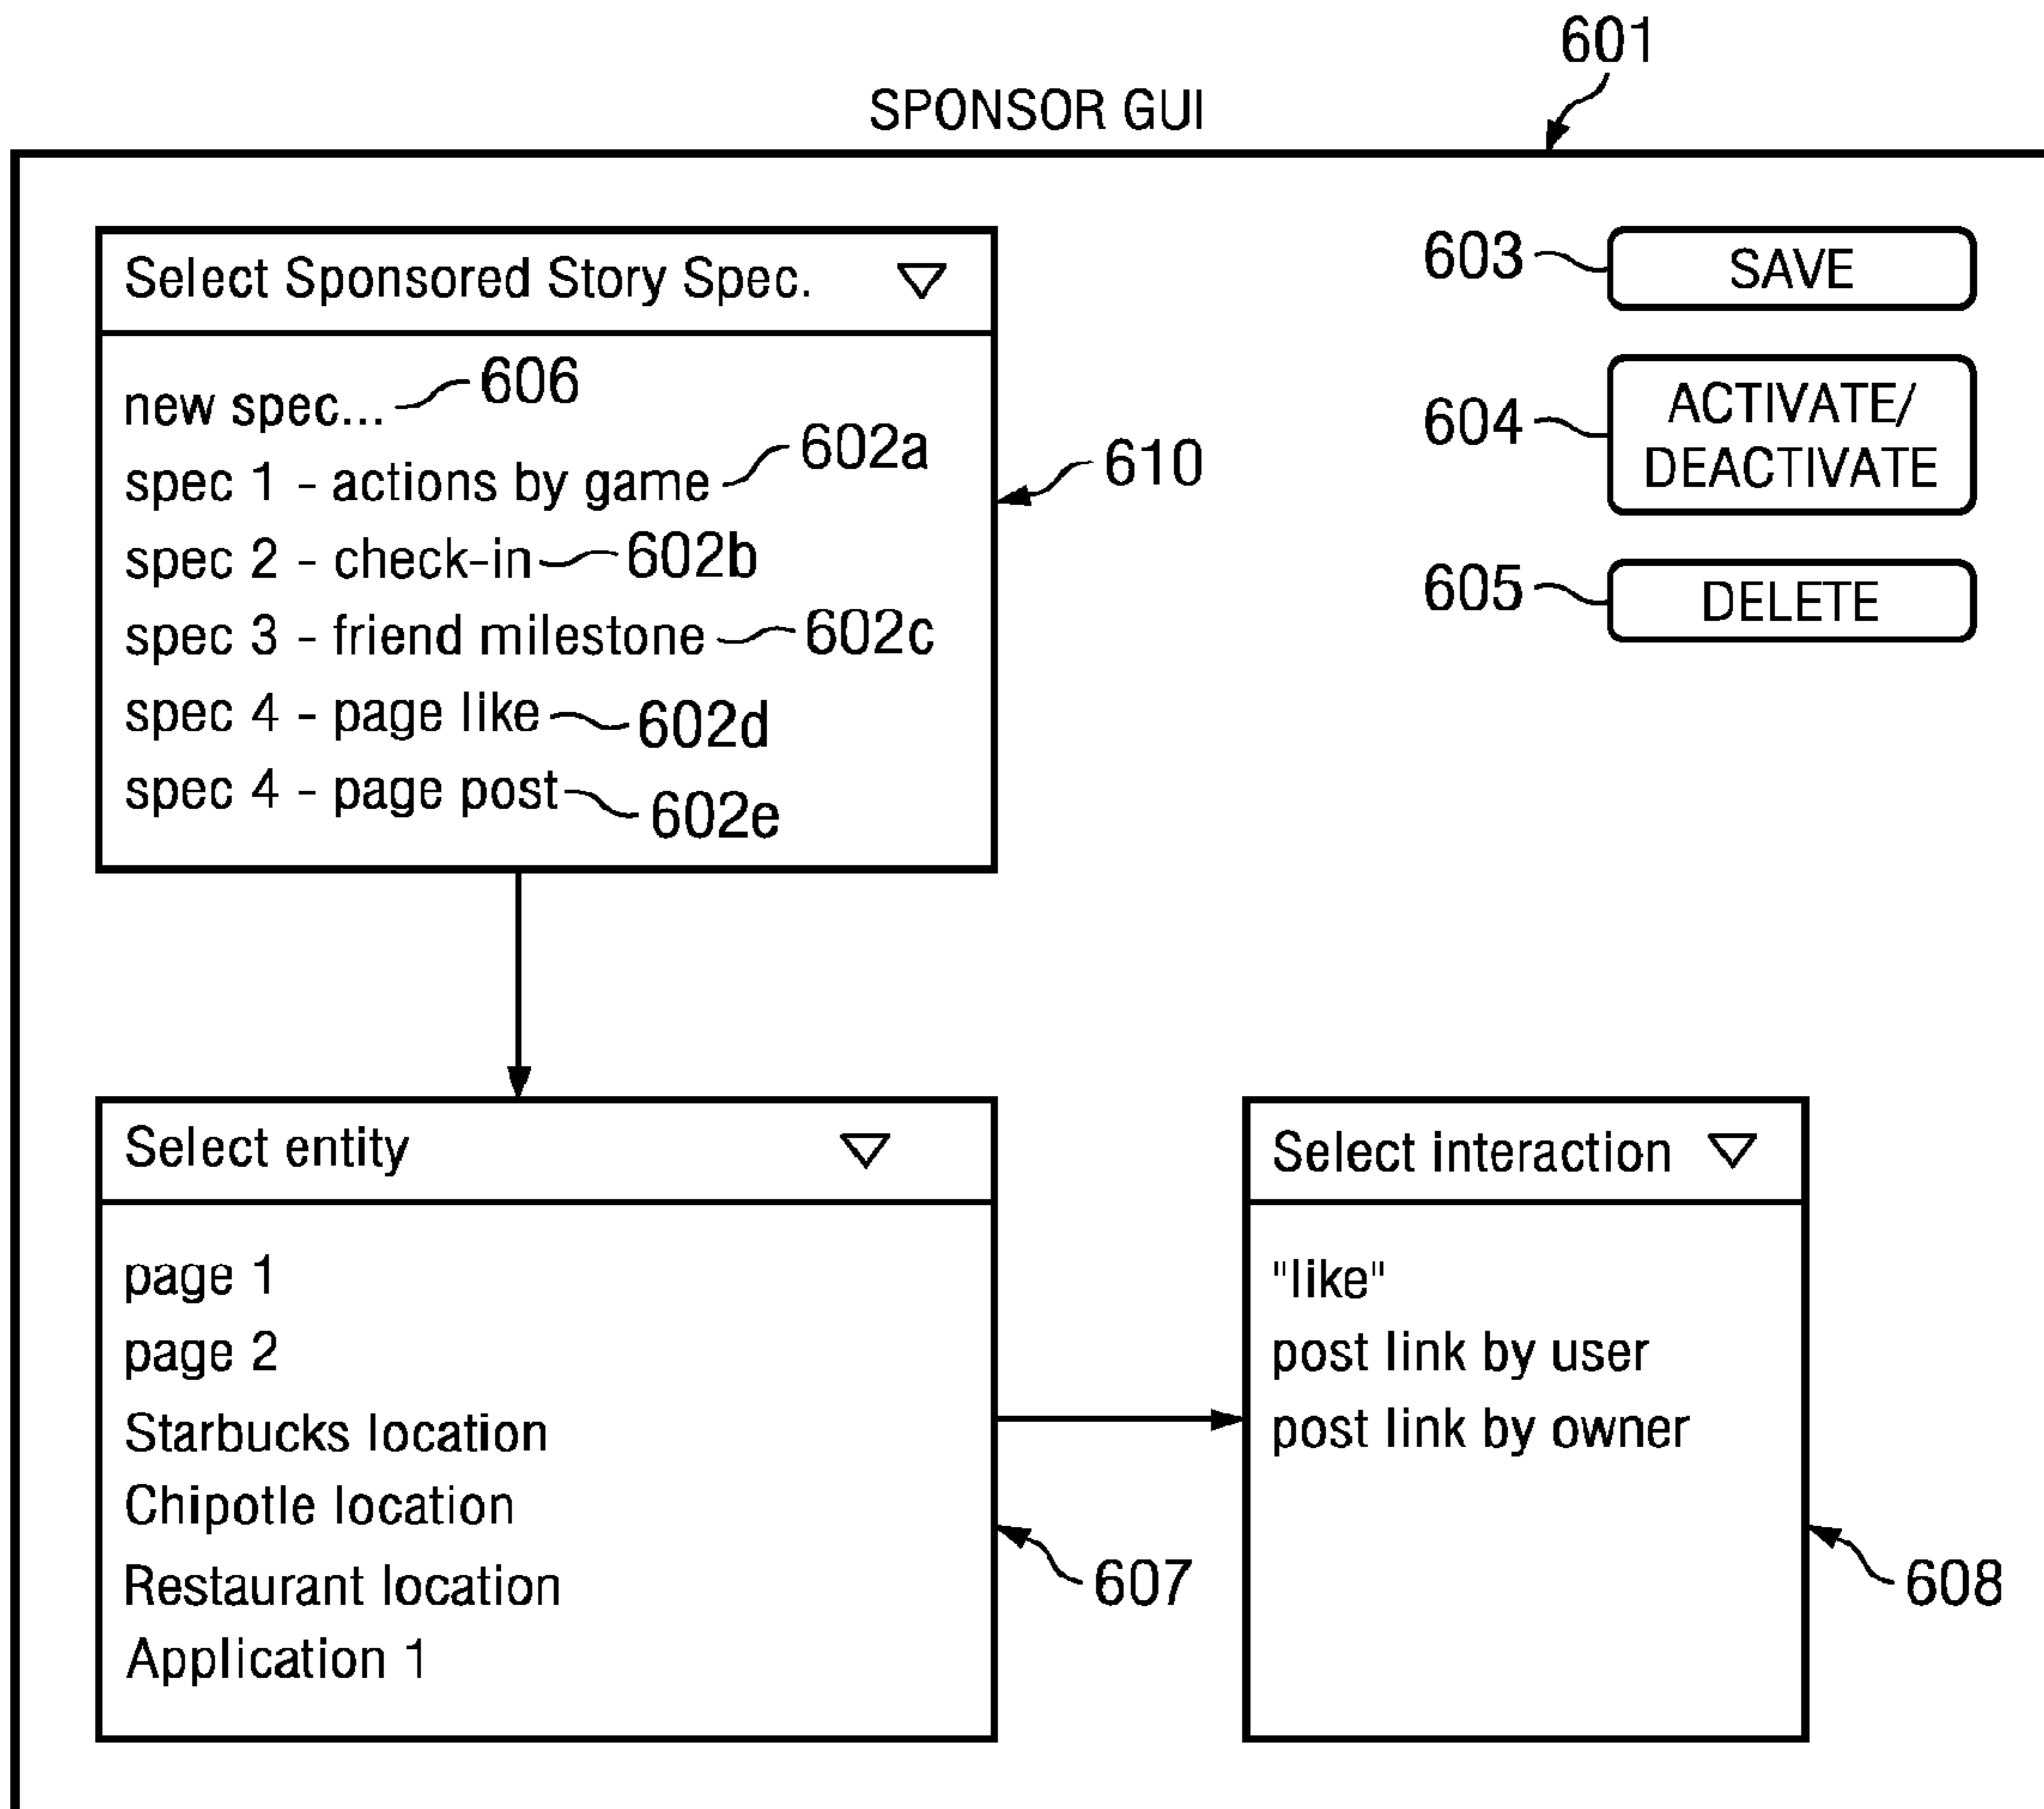 601
SPONSOR GUI
Select Sponsored Story Spec.
new spec... 606
spec 1 - actions by game 602a
spec 2 - check-in 602b
spec 3 - friend milestone 602c
spec 4 - page like 602d
spec 4 - page post 602e
610
603 SAVE
604 ACTIVATE/
DEACTIVATE
605 DELETE
Select entity
page 1
page 2
Starbucks location
Chipotle location
Restaurant location
Application 1
607
Select interaction
"like"
post link by user
post link by owner
608